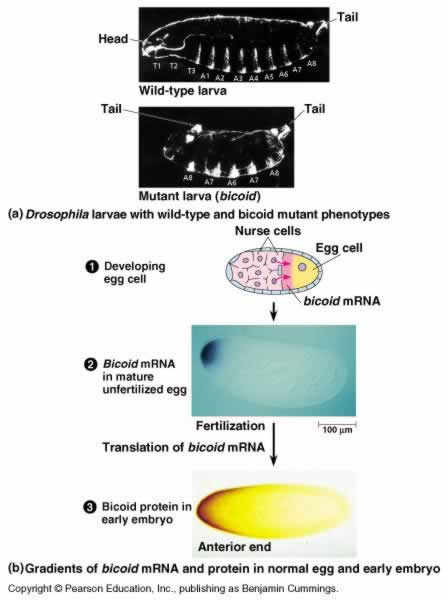 Tail
Head
T1 T2 T3 A1 A2 A3 A4 A5 A6 A7 A8
Wild-type larva
Tail Tail
A8 A7 A6 A7 A8
Mutant larva (bicoid)
(a) Drosophila larvae with wild-type and bicoid mutant phenotypes
Nurse cells
Egg cell
1 Developing
egg cell
bicoid mRNA
2 Bicoid mRNA
in mature
unfertilized egg
Fertilization
100 µm
Translation of bicoid mRNA
3 Bicoid protein in
early embryo
Anterior end
(b) Gradients of bicoid mRNA and protein in normal egg and early embryo
Copyright © Pearson Education, Inc., publishing as Benjamin Cummings.